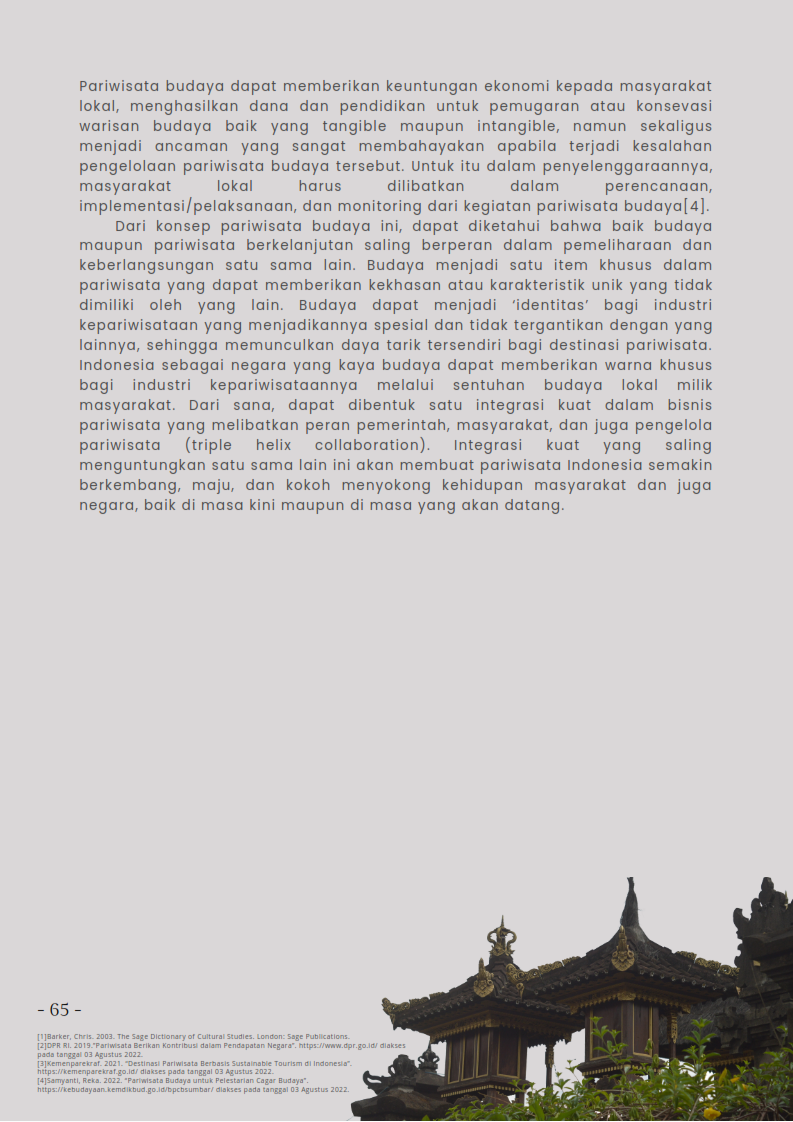 Pariwisata budaya dapat memberikan keuntungan ekonomi kepada masyarakat
lokal, menghasilkan dana dan pendidikan untuk pemugaran atau konsevasi
warisan budaya baik yang tangible maupun intangible, namun sekaligus
menjadi ancaman yang sangat membahayakan apabila terjadi kesalahan
pengelolaan pariwisata budaya tersebut. Untuk itu dalam penyelenggaraannya,
masyarakat lokal harus dilibatkan dalam perencanaan,
implementasi/pelaksanaan, dan monitoring dari kegiatan pariwisata budaya[4].
Dari konsep pariwisata budaya ini, dapat diketahui bahwa baik budaya
maupun pariwisata berkelanjutan saling berperan dalam pemeliharaan dan
keberlangsungan satu sama lain. Budaya menjadi satu item khusus dalam
pariwisata yang dapat memberikan kekhasan atau karakteristik unik yang tidak
dimiliki oleh yang lain. Budaya dapat menjadi ‘identitas’ bagi industri
kepariwisataan yang menjadikannya spesial dan tidak tergantikan dengan yang
lainnya, sehingga memunculkan daya tarik tersendiri bagi destinasi pariwisata.
Indonesia sebagai negara yang kaya budaya dapat memberikan warna khusus
bagi industri kepariwisataannya melalui sentuhan budaya lokal milik
masyarakat. Dari sana, dapat dibentuk satu integrasi kuat dalam bisnis
pariwisata yang melibatkan peran pemerintah, masyarakat, dan juga pengelola
pariwisata (triple helix collaboration). Integrasi kuat yang saling
menguntungkan satu sama lain ini akan membuat pariwisata Indonesia semakin
berkembang, maju, dan kokoh menyokong kehidupan masyarakat dan juga
negara, baik di masa kini maupun di masa yang akan datang.
- 65 -
[1]Barker, Chris. 2003. The Sage Dictionary of Cultural Studies. London: Sage Publications.
[2]DPR RI. 2019.“Pariwisata Berikan Kontribusi dalam Pendapatan Negara”. https://www.dpr.go.id/ diakses
pada tanggal 03 Agustus 2022.
[3]Kemenparekraf. 2021. “Destinasi Pariwisata Berbasis Sustainable Tourism di Indonesia”.
https://kemenparekraf.go.id/ diakses pada tanggal 03 Agustus 2022.
[4]Samyanti, Reka. 2022. “Pariwisata Budaya untuk Pelestarian Cagar Budaya”.
https://kebudayaan.kemdikbud.go.id/bpcbsumbar/ diakses pada tanggal 03 Agustus 2022.